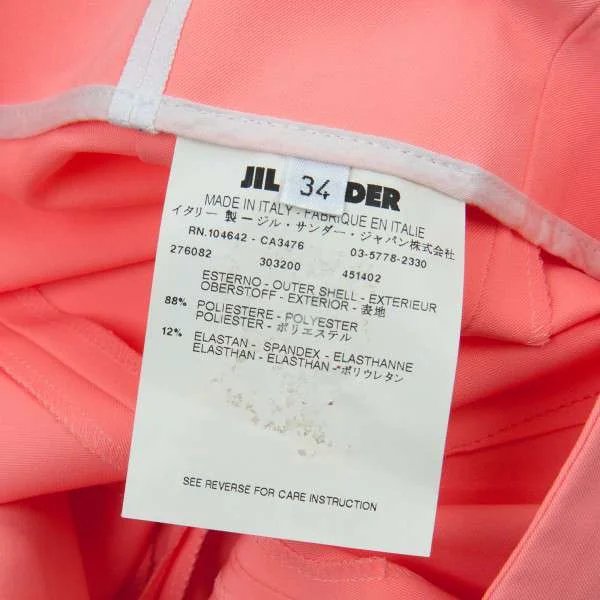 JIL DER
34
MADE IN ITALY - FABRIQUE EN ITALIE
イタリー 製 ージル・サンダー・ジャパン株式会社
RN.104642 - CA3476 03-5778-2330
276082 303200 451402
ESTERNO - OUTER SHELL - EXTERIEUR
OBERSTOFF - EXTERIOR - 表地
88% POLIESTERE - POLYESTER
POLIESTER - ポリエステル
12% ELASTAN - SPANDEX - ELASTHANNE
ELASTHAN - ELASTHAN - ポリウレタン
SEE REVERSE FOR CARE INSTRUCTION